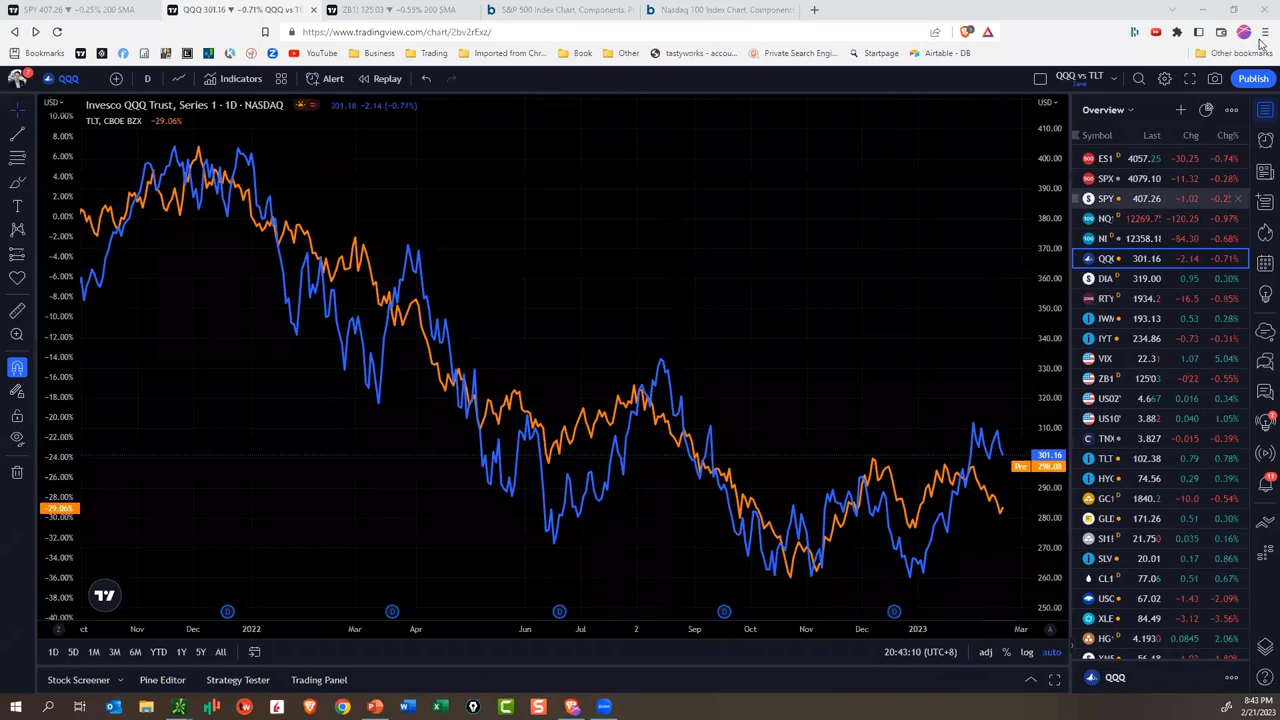 SPY 407.26 ▼ −0.25% 200 SMA
QQQ 301.16 ▼ −0.71% QQQ vs TL
ZB1! 125'03 ▼ −0.55% 200 SMA
S&P 500 Index Chart, Components, P
Nasdaq 100 Index Chart, Components
https://www.tradingview.com/chart/2bv2rExz/
Bookmarks
YouTube
Business
Trading
Imported from Chr...
Book
Other
tastyworks - accou...
Private Search Engi...
Startpage
Airtable - DB
Other bookmarks
7
QQQ
D
Indicators
Alert
Replay
QQQ vs TLT
Save
Publish
USD
Invesco QQQ Trust, Series 1 · 1D · NASDAQ
301.16 −2.14 (−0.71%)
TLT, CBOE BZX −29.06%
USD
10.00%
8.00%
6.00%
4.00%
2.00%
0.00%
−2.00%
−4.00%
−6.00%
−8.00%
−10.00%
−12.00%
−14.00%
−16.00%
−18.00%
−20.00%
−22.00%
−24.00%
−26.00%
−28.00%
−29.06%
−30.00%
−32.00%
−34.00%
−36.00%
−38.00%
−40.00%
410.00
400.00
390.00
380.00
370.00
360.00
350.00
340.00
330.00
320.00
310.00
301.16
Pre 298.08
290.00
280.00
270.00
260.00
250.00
D D D D D
Z ct Nov Dec 2022 Mar Apr Jun Jul 2 Sep Oct Nov Dec 2023 Mar A
1D 5D 1M 3M 6M YTD 1Y 5Y All
20:43:10 (UTC+8) adj % log auto
Stock Screener
Pine Editor
Strategy Tester
Trading Panel
Overview
Symbol Last Chg Chg%
ES1 D 4057.25 −30.25 −0.74%
SPX 4079.10 −11.32 −0.28%
SPY 407.26 −1.02 −0.2
NQ 12269.7 −120.25 −0.97%
NI 12358.1 −84.30 −0.68%
QQ 301.16 −2.14 −0.71%
DIA 319.00 0.95 0.30%
RTY D 1934.2 −16.5 −0.85%
IWM 193.13 0.53 0.28%
IYT 234.86 −0.73 −0.31%
VIX 22.3 1.07 5.04%
ZB1 D 125'03 −0'22 −0.55%
US02 4.667 0.016 0.34%
US10 3.882 0.040 1.05%
TNX 3.827 −0.015 −0.39%
TLT 102.38 0.79 0.78%
HYG 74.56 0.29 0.39%
GC1 D 1840.2 −10.0 −0.54%
GLD 171.26 0.51 0.30%
SI1! D 21.750 0.035 0.16%
SLV 20.01 0.17 0.86%
CL1 D 77.06 0.51 0.67%
USO 67.02 −1.43 −2.09%
XLE 84.49 −3.12 −3.56%
HG D 4.1930 0.0845 2.06%
QQQ
2
11
8:43 PM
2/21/2023